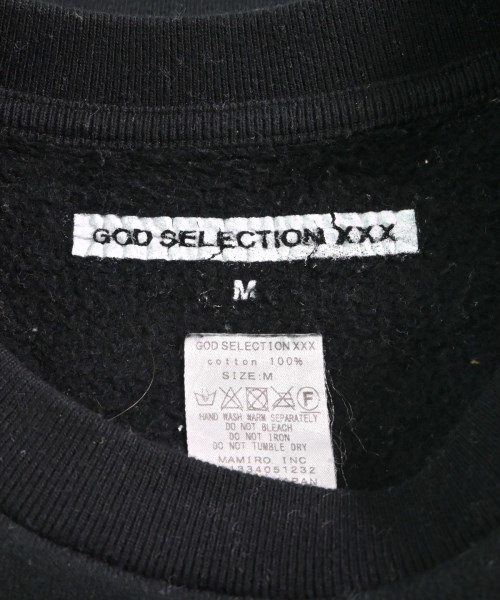 GOD SELECTION XXX
M
GOD SELECTION XXX
cotton 100%
SIZE:M
F
HAND WASH WARM SEPARATELY
DO NOT BLEACH
DO NOT IRON
DO NOT TUMBLE DRY
MAMIRO. INC